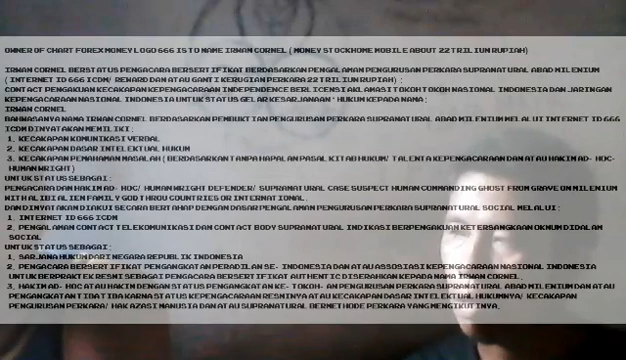 OWNER OF CHART FOREX MONEY LOGO 666 IS TO NAME IRWAN CORNEL ( MONEY STOCKHOME MOBILE ABOUT 22 TRILIUM RUPIAH)
IRWAN CORNEL BERSTATUS PENGACARA BERSERTIFIKAT BERDASARKAN PENGALAMAN PENGURUSAN PERKARA SUPRANATURAL ABAD MILENIUM
( INTERNET ID 666 ICDM/ RENARD DAN ATAU GANTI KERUGIAN PERKARA 22 TRILIUM RUPIAH) ;
CONTACT PENGAKUAN KECAKAPAN KEPENGACARAAN INDEPENDENCE BERLICENSI AKLAMASI TOKOH TOKOH NASIONAL INDONESIA DAN JARINGAN
KEPENGACARAAN NASIONAL INDONESIA UNTUK STATUS GELAR KESARJANAAN * HUKUM KEPADA NAMA;
IRWAN CORNEL
BAHWASANYA NAMA IRWAN CORNEL BERDASARKAN PEMBUKTIAN PENGURUSAN PERKARA SUPRANATURAL ABAD MILENIUM MELALUI INTERNET ID 666
ICDM DINYATAKAN MEMILIKI ;
1. KECAKAPAN KOMUNIKASI VERBAL
2. KECAKAPAN DASAR INTELEKTUAL HUKUM
3. KECAKAPAN PEMAHAMAN MASALAH ( BERDASARKAN TANPA HAPALAN PASAL KITAB HUKUM/ TALENTA KEPENGACARAAN DAN ATAU HAKIM AD- HOC-
HUMAN WRIGHT)
UNTUK STATUS SEBAGAI :
PENGACARA DAN HAKIM AD- HOC/ HUMAN WRIGHT DEFENDER/ SUPRANATURAL CASE SUSPECT HUMAN COMMANDING GHOST FROM GRAVE ON MILENIUM
WITH ALIBI ALIEN FAMILY GOD THROU COUNTRIES OR INTERNATIONAL.
DAN DINYATAKAN DIAKUI SECARA BERTAHAP DENGAN DASAR PENGALAMAN PENGURUSAN PERKARA SUPRANATURAL SOCIAL MELALUI ;
1. INTERNET ID 666 ICDM
2. PENGALAMAN CONTACT TELEKOMUNIKASI DAN CONTACT BODY SUPRANATURAL INDIKASI BERPENGAKUAN KETERSANGKAAN OKNUM DIDALAM
SOCIAL
UNTUK STATUS SEBAGAI ;
1. SARJANA HUKUM DARI NEGARA REPUBLIK INDONESIA
2. PENGACARA BERSERTIFIKAT PENGANGKATAN PERADILAN SE- INDONESIA DAN ATAU ASSOSIASI KEPENGACARAAN NASIONAL INDONESIA
UNTUK BERPRAKTEK RESMI SEBAGAI PENGACARA BERSERTIFIKAT AUTHENTIC DISERAHKAN KEPADA NAMA IRWAN CORNEL
3. HAKIM AD- HOC ATAU HAKIM DENGAN STATUS PENGANGKATAN KE- TOKOH- AN PENGURUSAN PERKARA SUPRANATURAL ABAD MILENIUM DAN ATAU
PENGANGKATAN TIBA TIBA KARNA STATUS KEPENGACARAAN RESMINYA ATAU KECAKAPAN DASAR INTELEKTUAL HUKUMNYA/ KECAKAPAN
PENGURUSAN PERKARA/ HAK AZASI MANUSIA DAN ATAU SUPRANATURAL BERMETHODE PERKARA YANG MENGIKUTINYA.